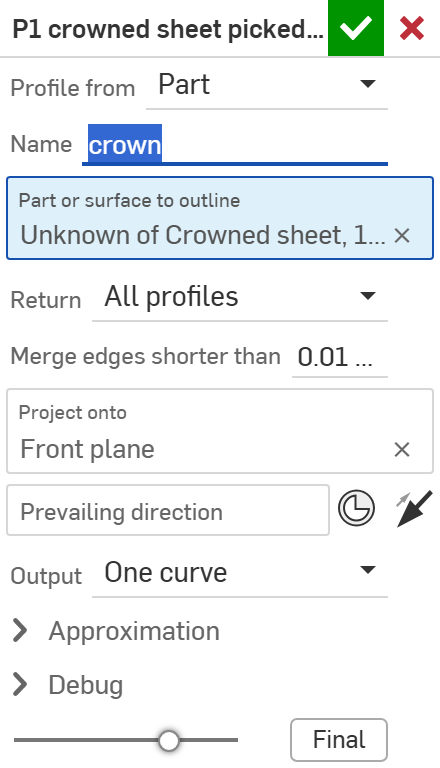 P1 crowned sheet picked...
Profile from Part
Name crown
Part or surface to outline
Unknown of Crowned sheet, 1...
Return All profiles
Merge edges shorter than 0.01 ...
Project onto
Front plane
Prevailing direction
Output One curve
Approximation
Debug
Final